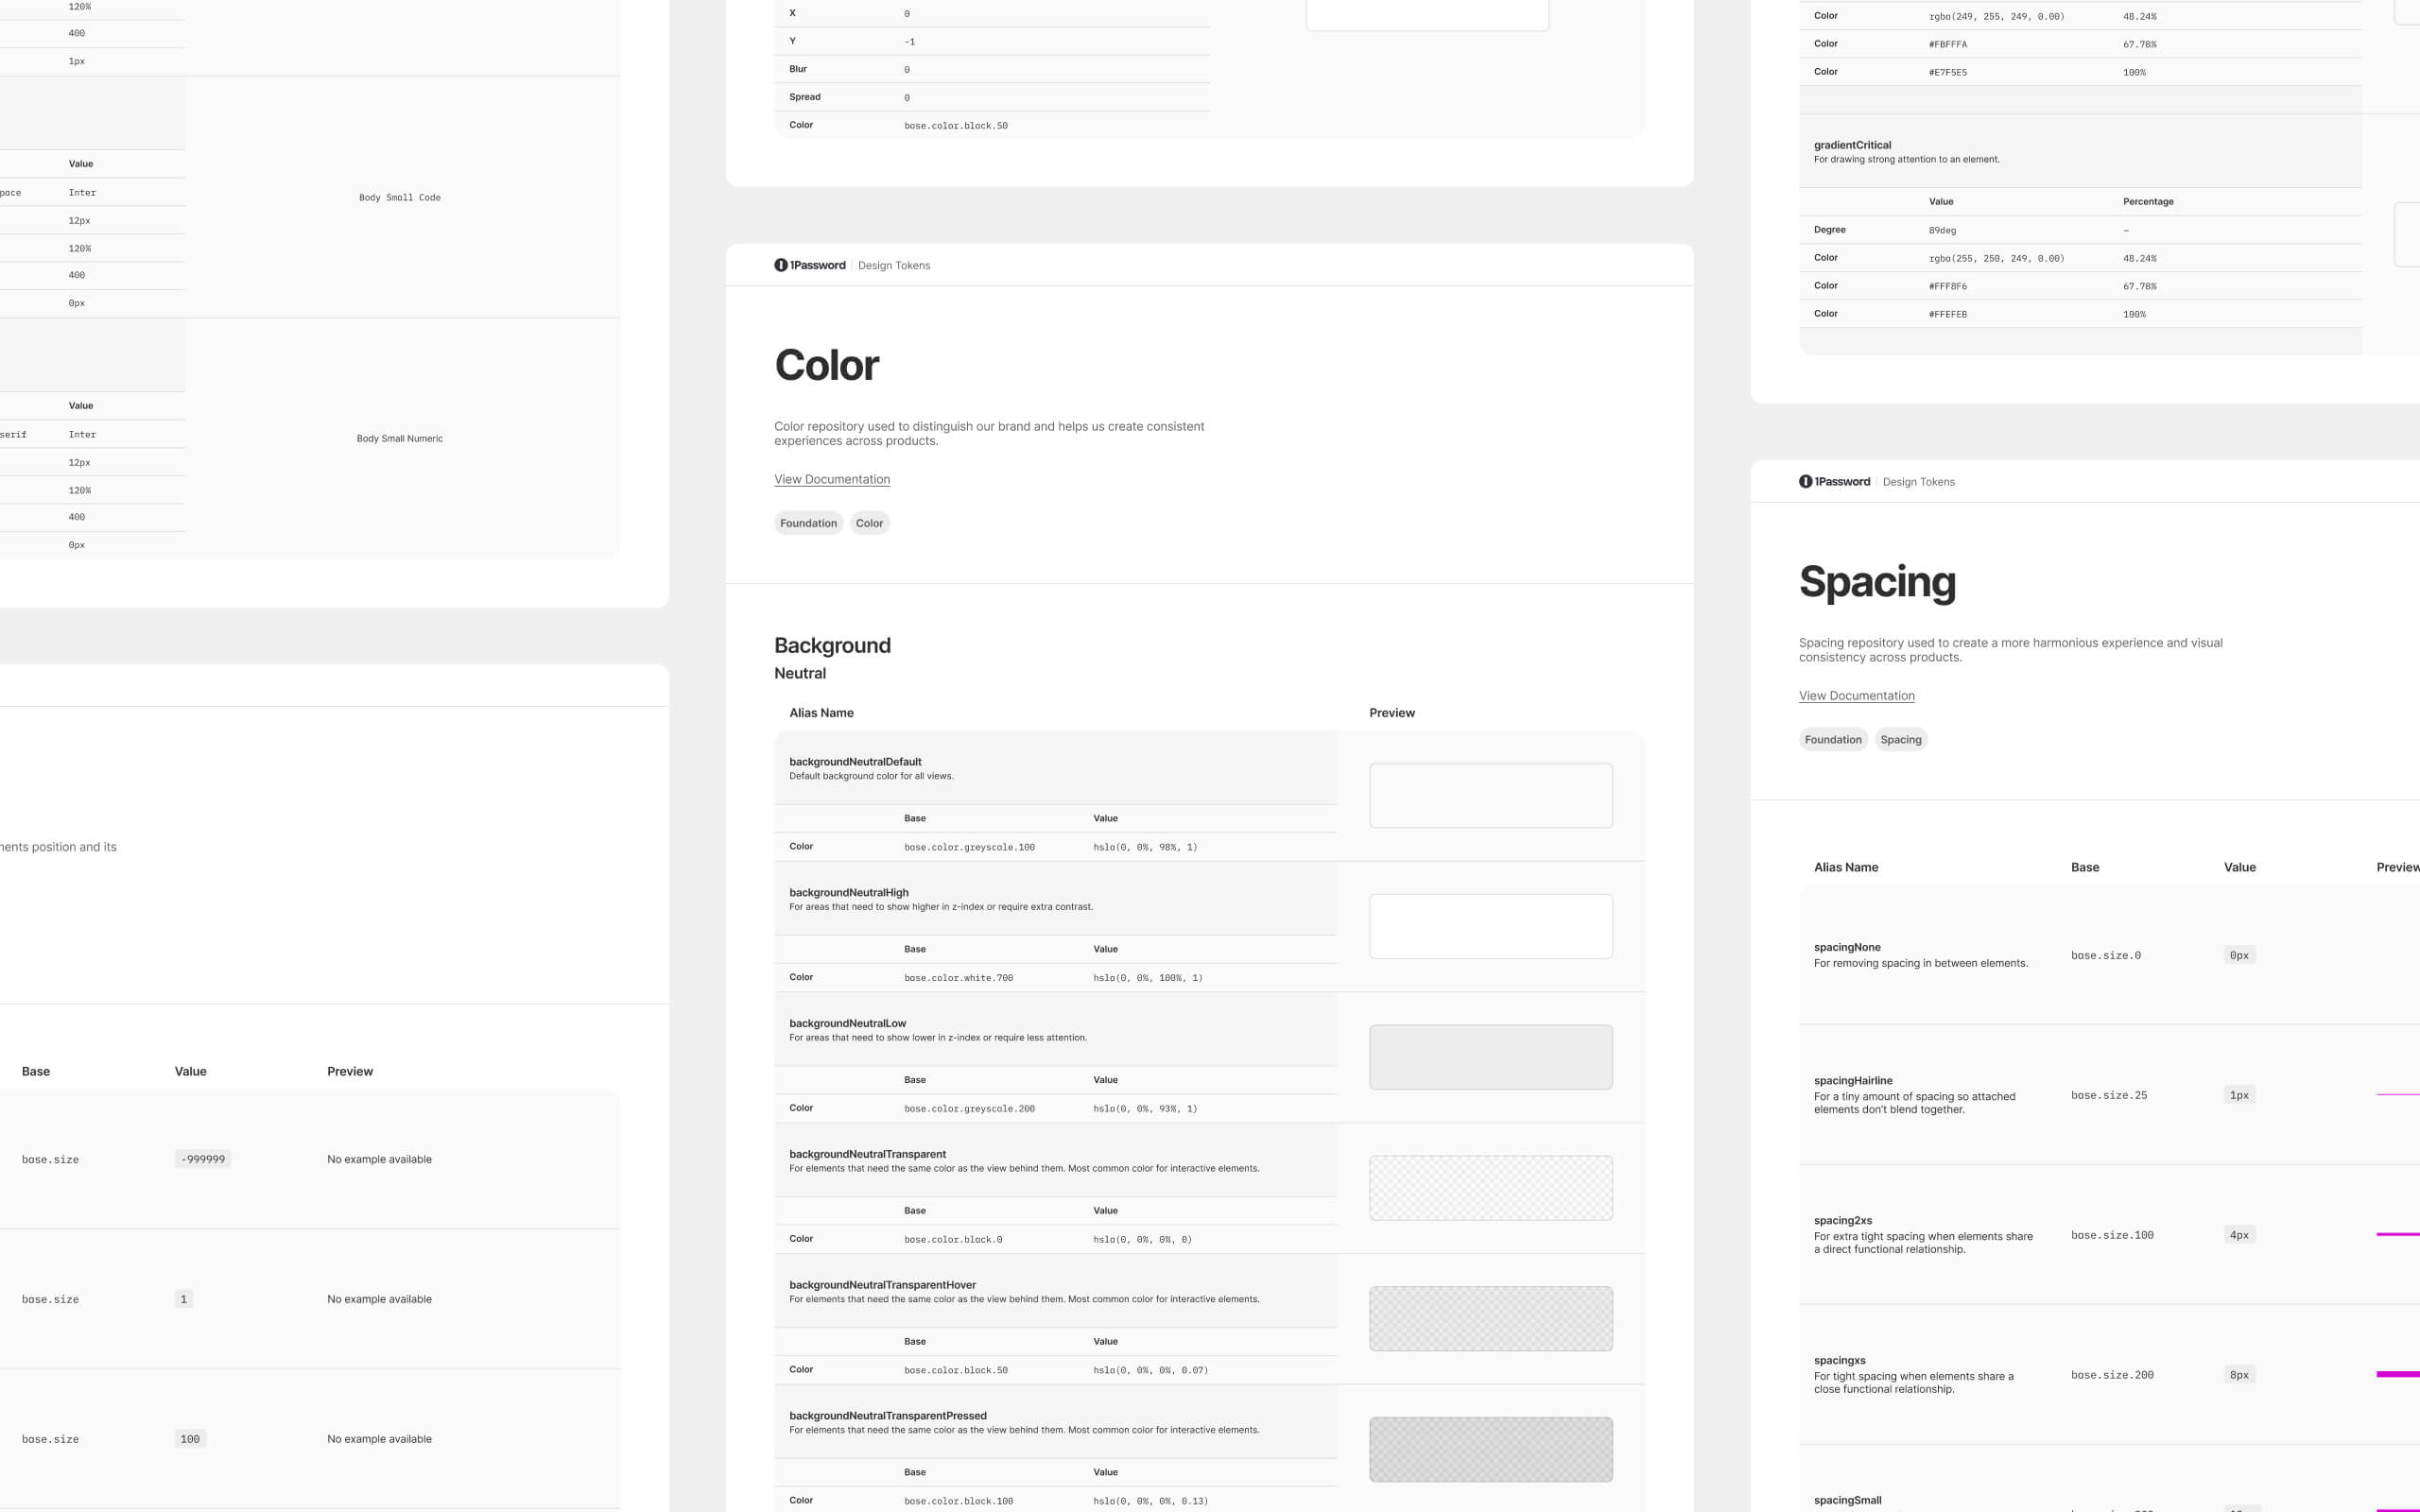 120%
400
1px
Value
pace Inter
12px
120%
400
0px
Body Small Code
Value
serif Inter
12px
120%
400
0px
Body Small Numeric
ents position and its
Base Value Preview
base.size -999999 No example available
base.size 1 No example available
base.size 100 No example available
X 0
Y -1
Blur 0
Spread 0
Color base.color.black.50
1Password Design Tokens
Color
Color repository used to distinguish our brand and helps us create consistent
experiences across products.
View Documentation
Foundation Color
Background
Neutral
Alias Name Preview
backgroundNeutralDefault
Default background color for all views.
Base Value
Color base.color.greyscale.100 hsla(0, 0%, 98%, 1)
backgroundNeutralHigh
For areas that need to show higher in z-index or require extra contrast.
Base Value
Color base.color.white.700 hsla(0, 0%, 100%, 1)
backgroundNeutralLow
For areas that need to show lower in z-index or require less attention.
Base Value
Color base.color.greyscale.200 hsla(0, 0%, 93%, 1)
backgroundNeutralTransparent
For elements that need the same color as the view behind them. Most common color for interactive elements.
Base Value
Color base.color.black.0 hsla(0, 0%, 0%, 0)
backgroundNeutralTransparentHover
For elements that need the same color as the view behind them. Most common color for interactive elements.
Base Value
Color base.color.black.50 hsla(0, 0%, 0%, 0.07)
backgroundNeutralTransparentPressed
For elements that need the same color as the view behind them. Most common color for interactive elements.
Base Value
Color base.color.black.100 hsla(0, 0%, 0%, 0.13)
Color rgba(249, 255, 249, 0.00) 48.24%
Color #FBFFFA 67.78%
Color #E7F5E5 100%
gradientCritical
For drawing strong attention to an element.
Value Percentage
Degree 89deg –
Color rgba(255, 250, 249, 0.00) 48.24%
Color #FFF8F6 67.78%
Color #FFEFEB 100%
1Password Design Tokens
Spacing
Spacing repository used to create a more harmonious experience and visual
consistency across products.
View Documentation
Foundation Spacing
Alias Name Base Value Preview
spacingNone
For removing spacing in between elements.
base.size.0 0px
spacingHairline
For a tiny amount of spacing so attached
elements don't blend together.
base.size.25 1px
spacing2xs
For extra tight spacing when elements share
a direct functional relationship.
base.size.100 4px
spacingxs
For tight spacing when elements share a
close functional relationship.
base.size.200 8px
spacingSmall